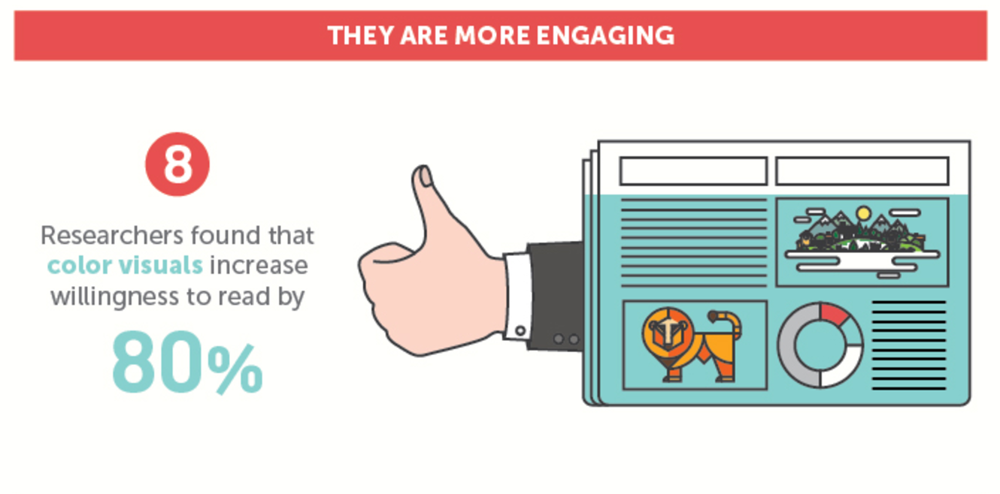 THEY ARE MORE ENGAGING
8
Researchers found that
color visuals increase
willingness to read by
80%